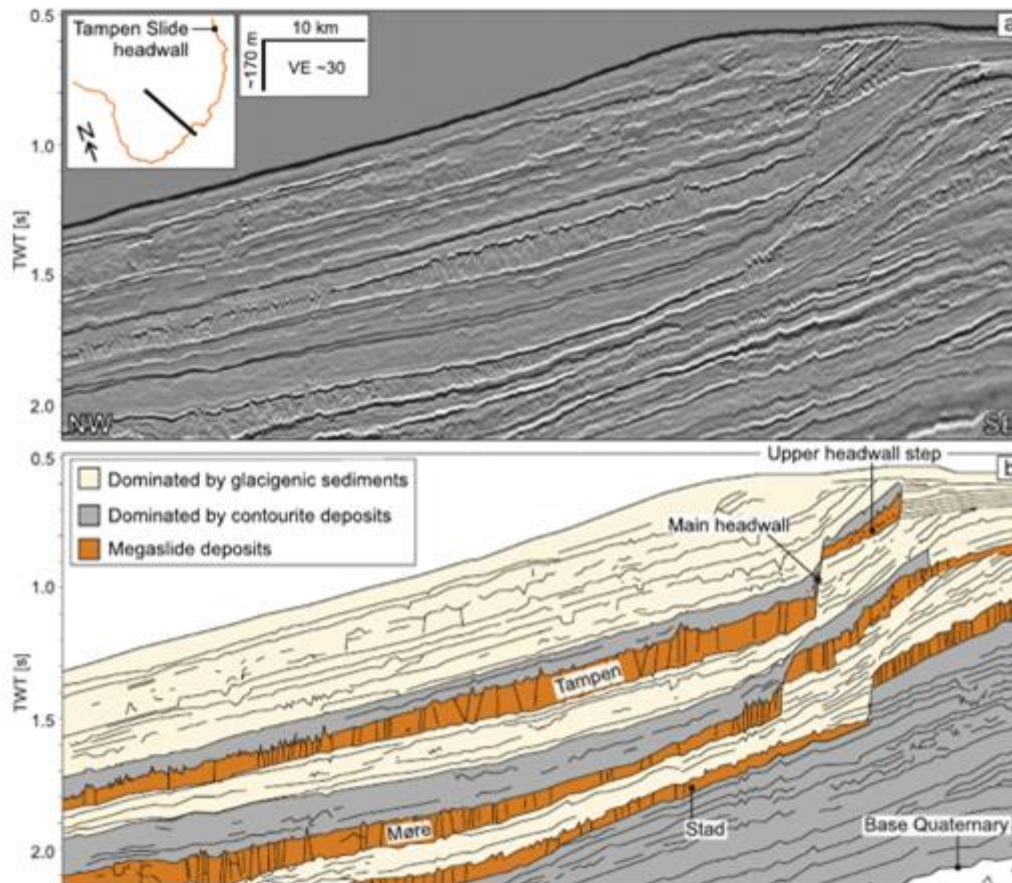 0.5
Tampen Slide
headwall
10 km
~170 m
VE ~30
a
N
1.0
TWT [s]
1.5
2.0
NW
0.5
Upper headwall step
b
Dominated by glacigenic sediments
Dominated by contourite deposits
Main headwall
Megaslide deposits
1.0
TWT [s]
Tampen
1.5
Møre
Stad
Base Quaternary
2.0